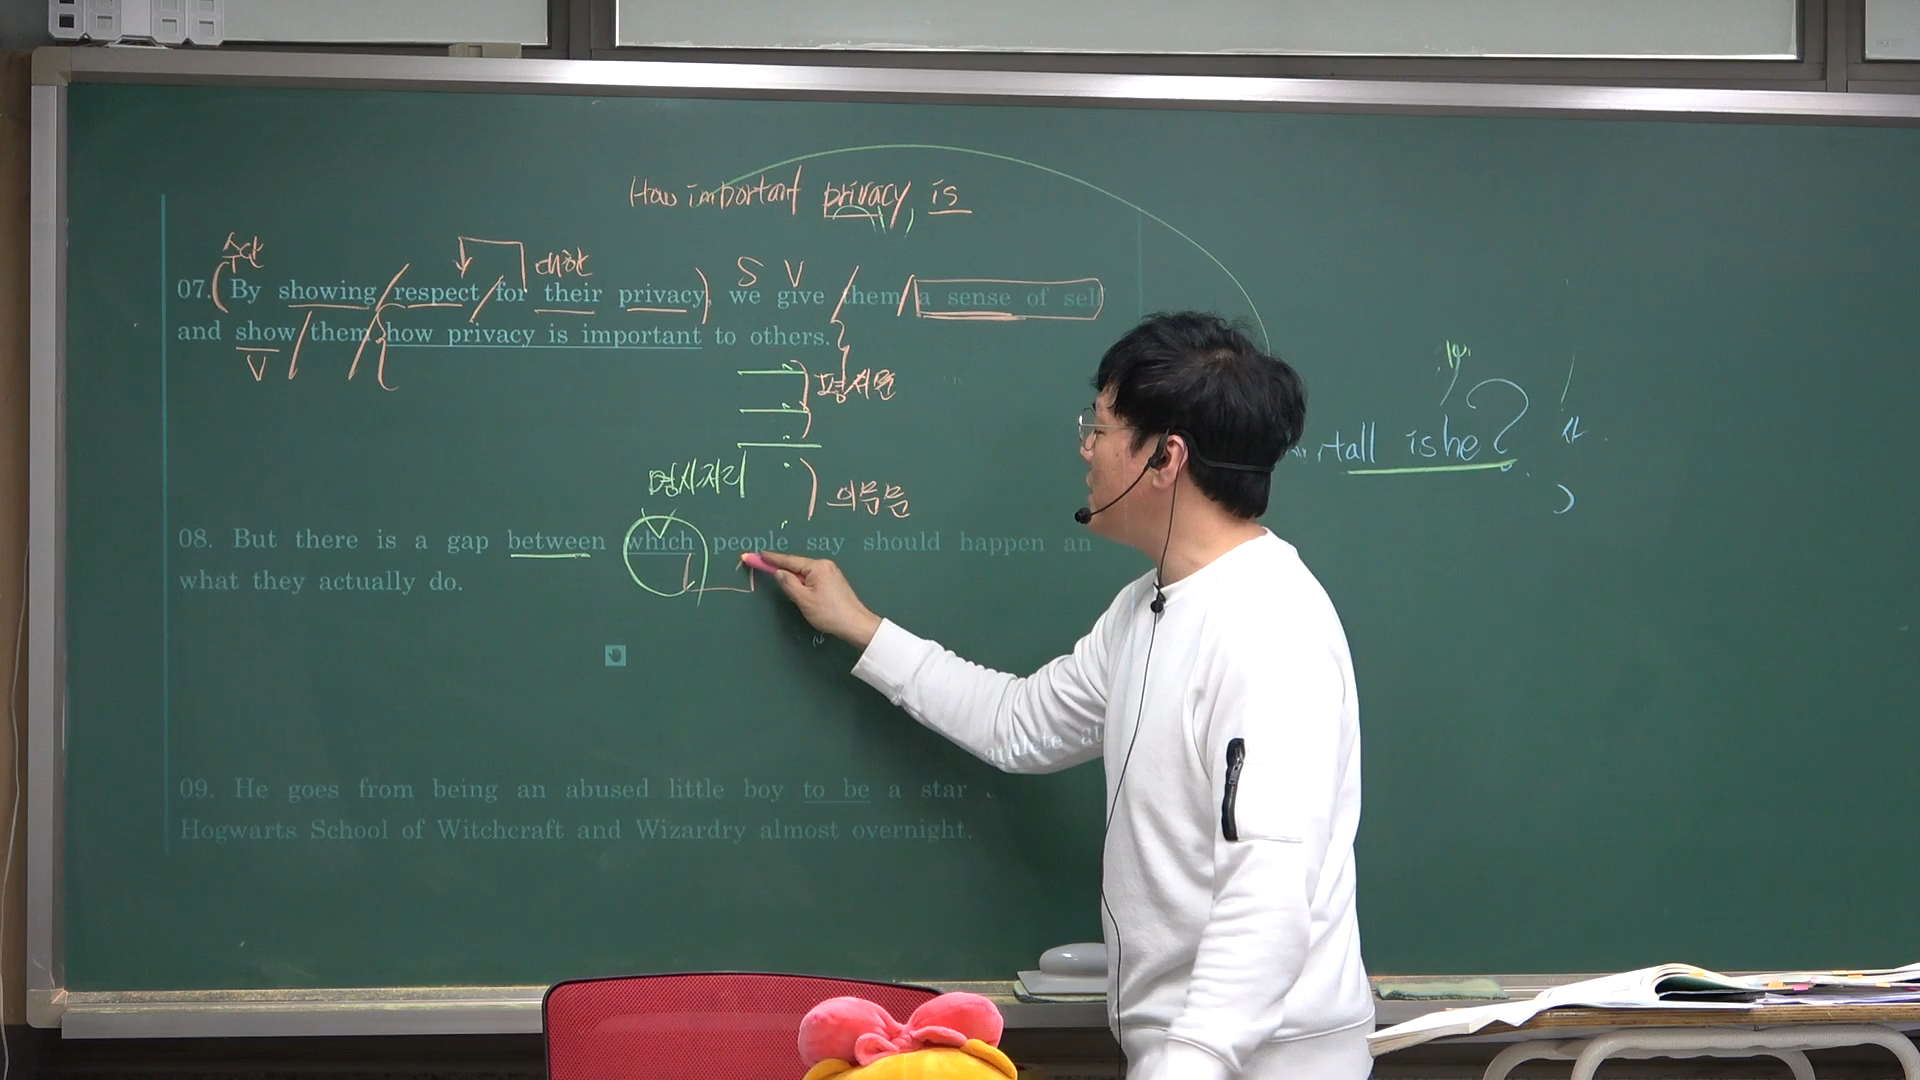 How important privacy is
수단
대한
S V
07. By showing respect for their privacy, we give them a sense of self
and show them how privacy is important to others.
V
평서문
명사자리
의문문
tall is he?
08. But there is a gap between which people say should happen an
what they actually do.
athlete at
09. He goes from being an abused little boy to be a star
Hogwarts School of Witchcraft and Wizardry almost overnight.